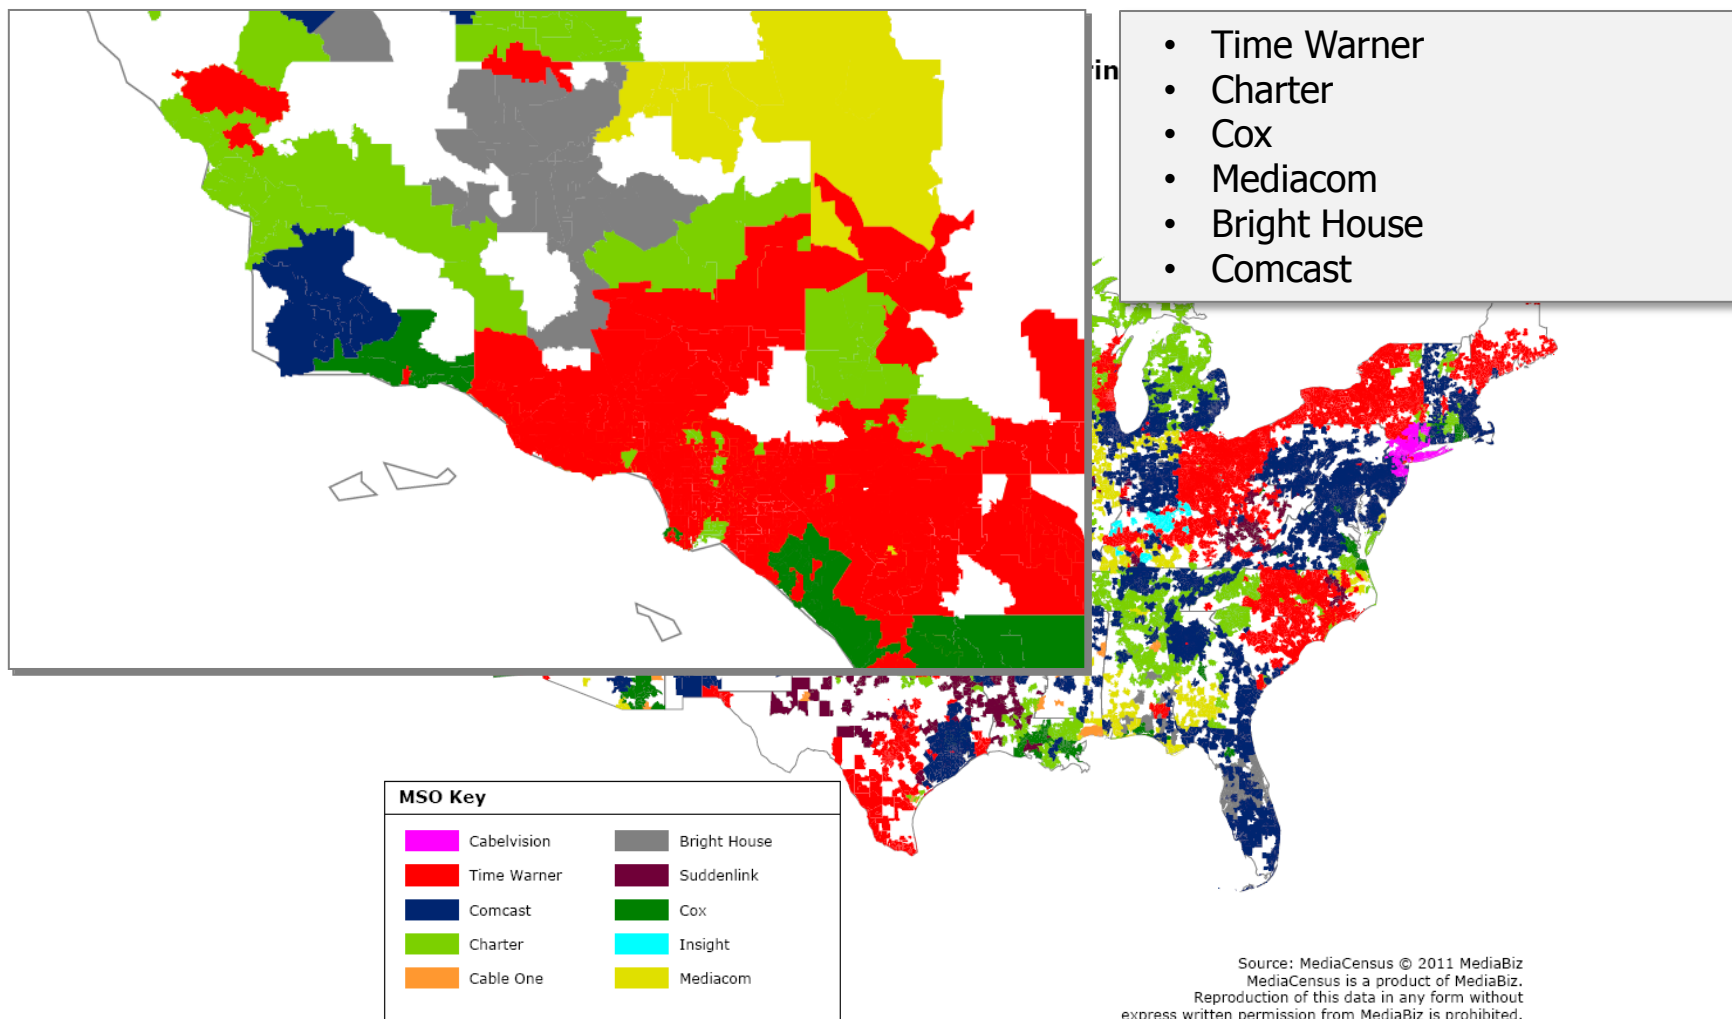 rin
• Time Warner
• Charter
• Cox
• Mediacom
• Bright House
• Comcast
MSO Key
Cabelvision
Time Warner
Comcast
Charter
Cable One
Bright House
Suddenlink
Cox
Insight
Mediacom
Source: MediaCensus © 2011 MediaBiz
MediaCensus is a product of MediaBiz.
Reproduction of this data in any form without
express written permission from MediaBiz is prohibited.